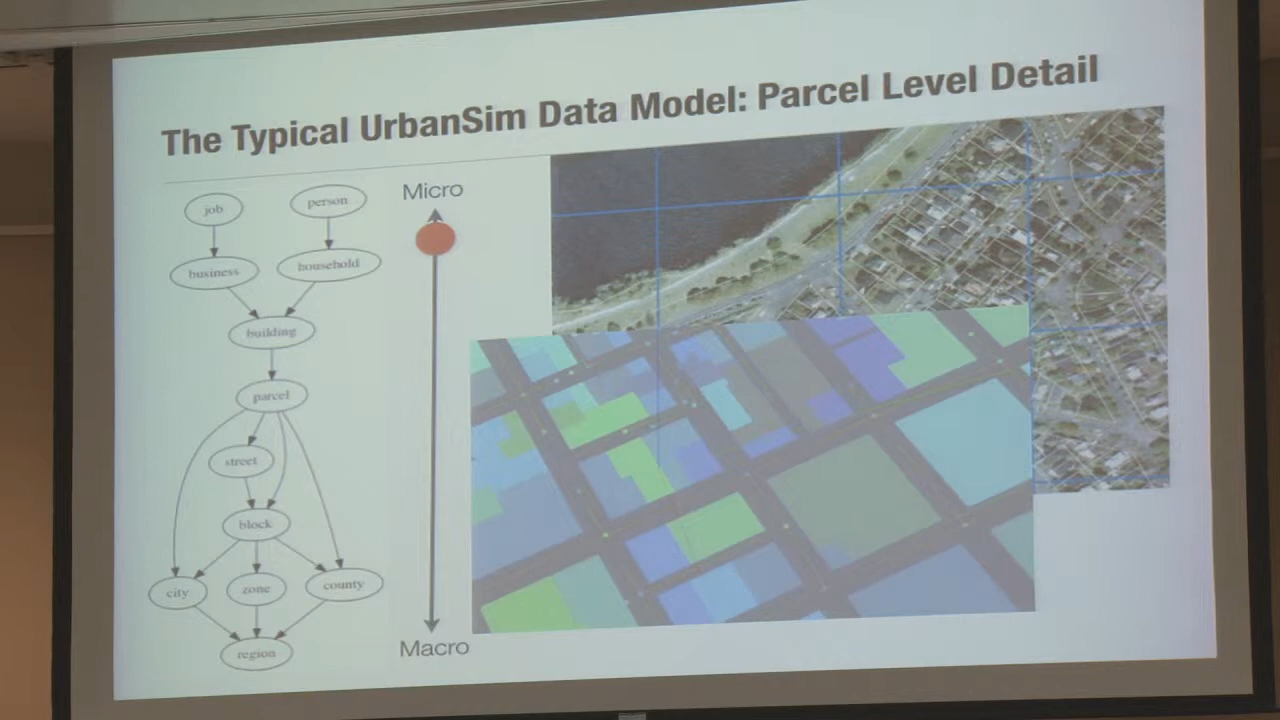 The Typical UrbanSim Data Model: Parcel Level Detail
Micro
job
person
business
household
building
parcel
street
block
city
zone
county
region
Macro